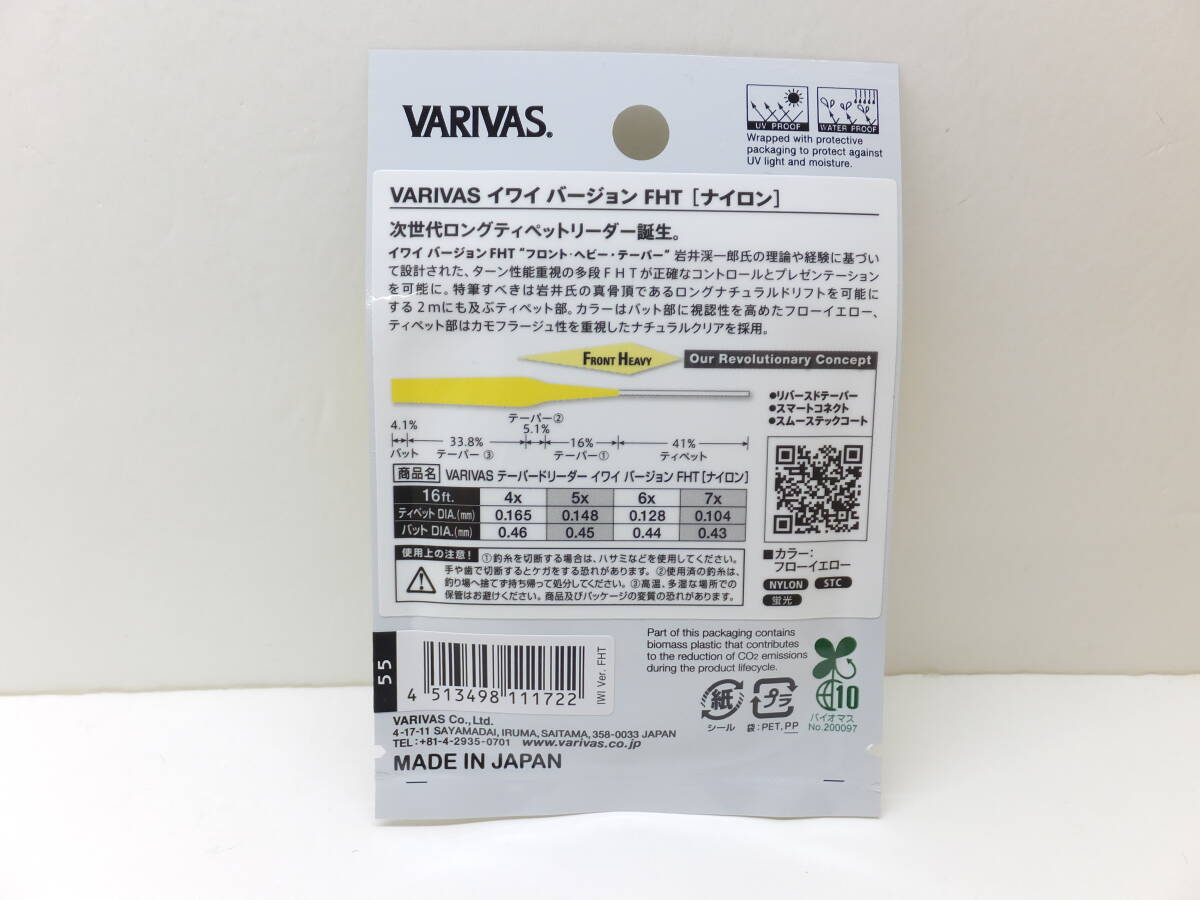 VARIVAS.
UV PROOF
WATER PROOF
Wrapped with protective
packaging to protect against
UV light and moisture.
VARIVAS イワイ バージョン FHT [ナイロン]
次世代ロングティペットリーダー誕生。
イワイ バージョンFHT "フロント・ヘビー・テーパー" 岩井渓一郎氏の理論や経験に基づい
て設計された、ターン性能重視の多段FHTが正確なコントロールとプレゼンテーション
を可能に。特筆すべきは岩井氏の真骨頂であるロングナチュラルドリフトを可能に
する2mにも及ぶティペット部。カラーはバット部に視認性を高めたフローイエロー、
ティペット部はカモフラージュ性を重視したナチュラルクリアを採用。
FRONT HEAVY
Our Revolutionary Concept
●リバースドテーパー
●スマートコネクト
●スムーステックコート
テーパー②
4.1% 33.8% 5.1% 16% 41%
バット テーパー③ テーパー① ティペット
商品名 VARIVAS テーパードリーダー イワイ バージョン FHT[ナイロン]
16ft. 4x 5x 6x 7x
ティペット DIA.(mm) 0.165 0.148 0.128 0.104
バット DIA.(mm) 0.46 0.45 0.44 0.43
使用上の注意! ①釣糸を切断する場合は、ハサミなどを使用してください。
手や歯で切断するとケガをする恐れがあります。②使用済の釣糸は、
釣り場へ捨てず持ち帰って処分してください。③高温、多湿な場所での
保管はお避けください。商品及びパッケージの変質の恐れがあります。
■カラー:
フローイエロー
NYLON STC
蛍光
55
4 513498 111722
IWI Ver. FHT
Part of this packaging contains
biomass plastic that contributes
to the reduction of CO2 emissions
during the product lifecycle.
紙
シール
プラ
袋:PET,PP
10
バイオマス
No.200097
VARIVAS Co.,Ltd.
4-17-11 SAYAMADAI, IRUMA, SAITAMA, 358-0033 JAPAN
TEL:+81-4-2935-0701 www.varivas.co.jp
MADE IN JAPAN